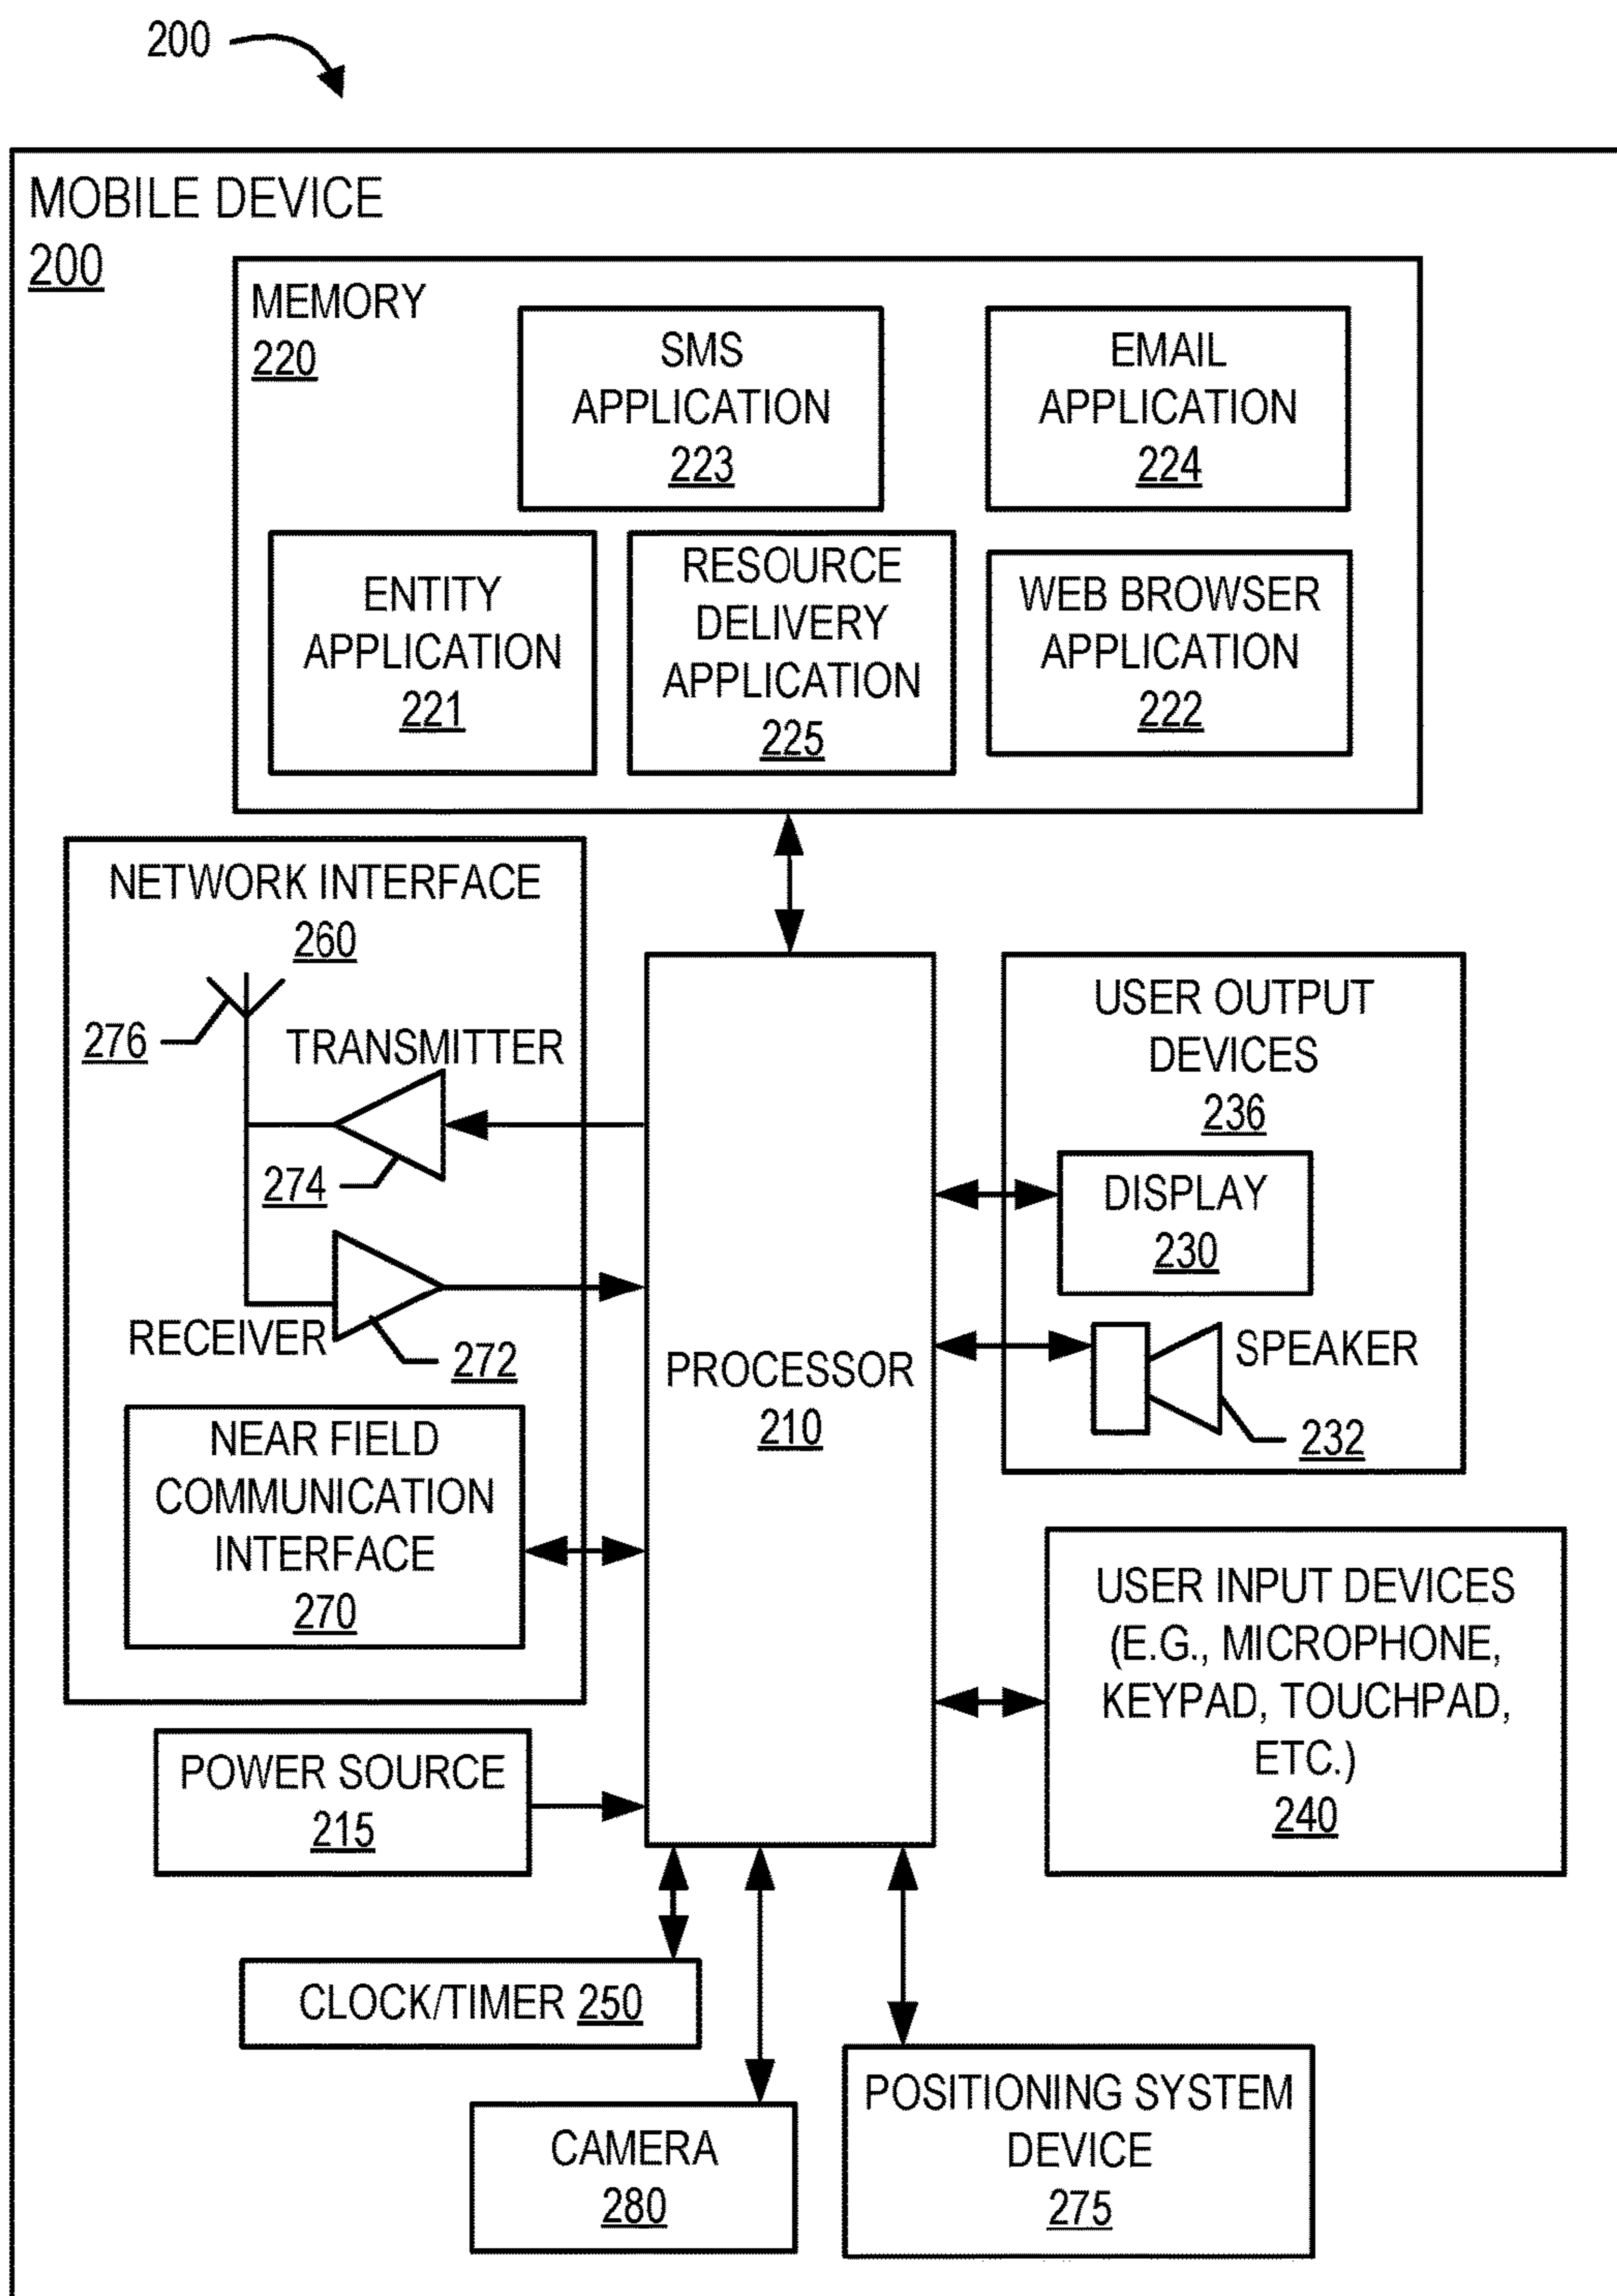 200
MOBILE DEVICE
200
MEMORY
220
SMS
APPLICATION
223
EMAIL
APPLICATION
224
ENTITY
APPLICATION
221
RESOURCE
DELIVERY
APPLICATION
225
WEB BROWSER
APPLICATION
222
NETWORK INTERFACE
260
276
TRANSMITTER
274
RECEIVER
272
NEAR FIELD
COMMUNICATION
INTERFACE
270
PROCESSOR
210
USER OUTPUT
DEVICES
236
DISPLAY
230
SPEAKER
232
USER INPUT DEVICES
(E.G., MICROPHONE,
KEYPAD, TOUCHPAD,
ETC.)
240
POWER SOURCE
215
CLOCK/TIMER 250
CAMERA
280
POSITIONING SYSTEM
DEVICE
275